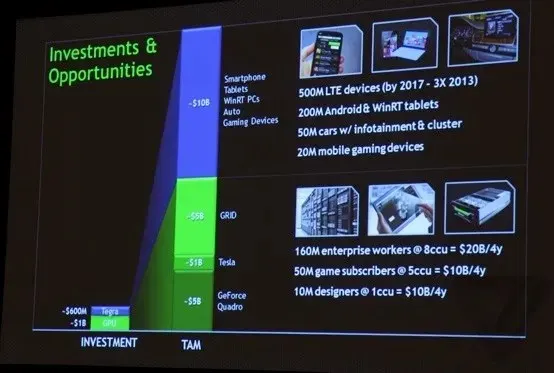 Investments &
Opportunities
~$10B
Smartphone
Tablets
WinRT PCs
Auto
Gaming Devices
500M LTE devices (by 2017 - 3X 2013)
200M Android & WinRT tablets
50M cars w/ infotainment & cluster
20M mobile gaming devices
~$5B
GRID
~$1B
Tesla
~$5B
GeForce
Quadro
160M enterprise workers @ 8ccu = $20B/4y
50M game subscribers @ 5ccu = $10B/4y
10M designers @ 1ccu = $10B/4y
~$600M
Tegra
~$1B
GPU
INVESTMENT
TAM